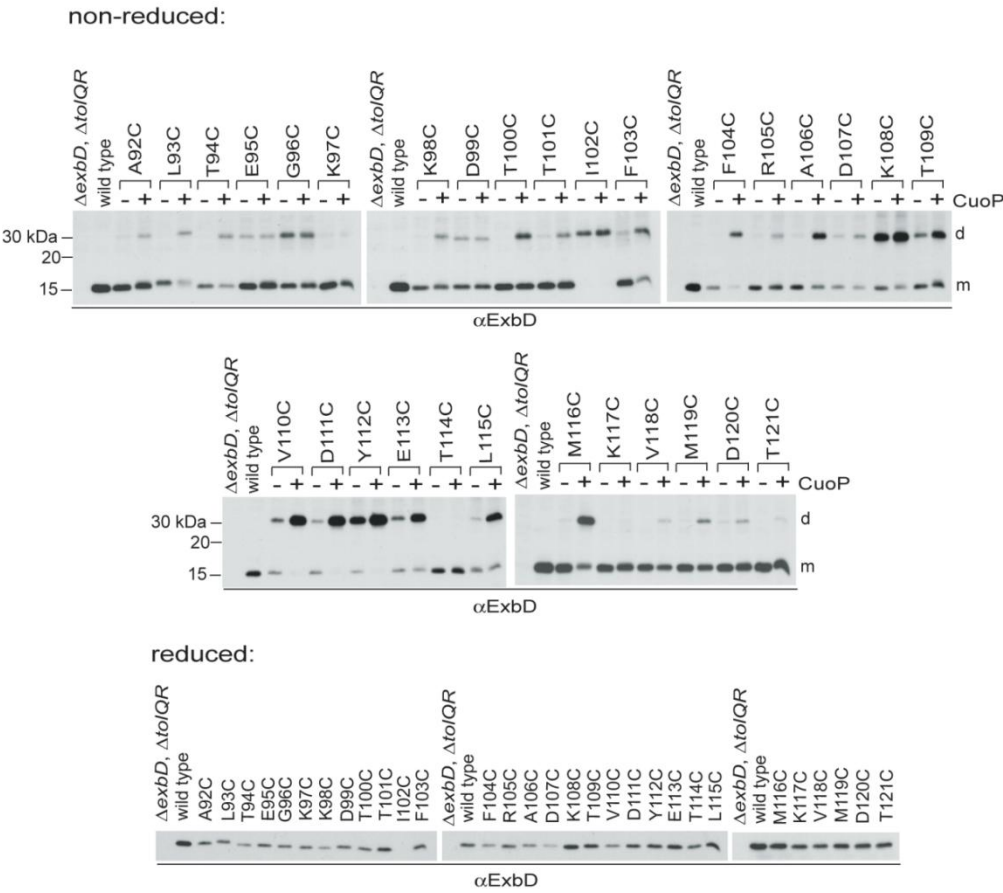 non-reduced:
ΔexbD, ΔtolQR wild type A92C L93C T94C E95C G96C K97C ΔexbD, ΔtolQR wild type K98C D99C T100C T101C I102C F103C ΔexbD, ΔtolQR wild type F104C R105C A106C D107C K108C T109C
- + - + - + - + - + - + - + - + - + - + - + - + - + - + - + - + - + - + CuoP
30 kDa d
20
15 m
αExbD
ΔexbD, ΔtolQR wild type V110C D111C Y112C E113C T114C L115C ΔexbD, ΔtolQR wild type M116C K117C V118C M119C D120C T121C
- + - + - + - + - + - + - + - + - + - + - + - + CuoP
30 kDa d
20
15 m
αExbD
reduced:
ΔexbD, ΔtolQR wild type A92C L93C T94C E95C G96C K97C K98C D99C T100C T101C I102C F103C ΔexbD, ΔtolQR wild type F104C R105C A106C D107C K108C T109C V110C D111C Y112C E113C T114C L115C ΔexbD, ΔtolQR wild type M116C K117C V118C M119C D120C T121C
αExbD